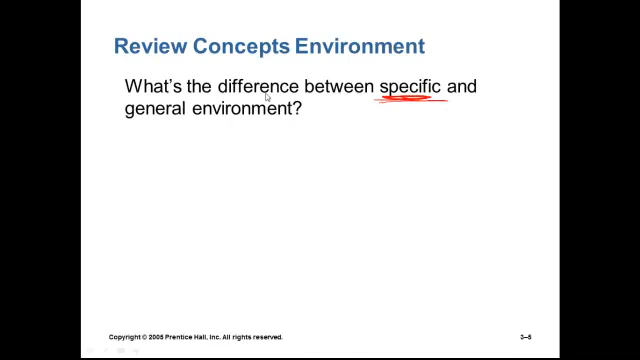 Review Concepts Environment
What's the difference between specific and
general environment?
Copyright © 2005 Prentice Hall, Inc. All rights reserved.
3–5